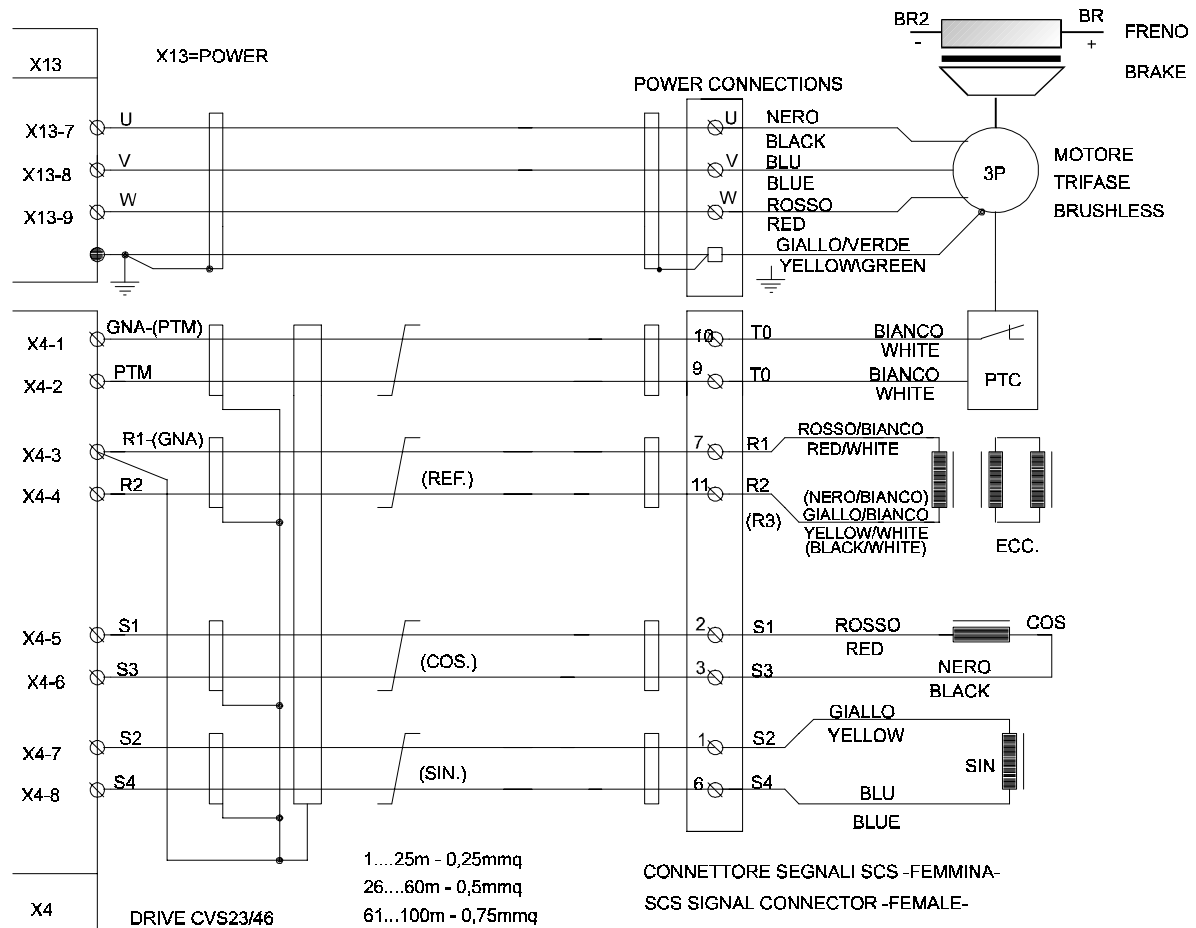 BR2
BR
FRENO
-
+
X13
X13=POWER
BRAKE
POWER CONNECTIONS
X13-7
U
U
NERO
BLACK
X13-8
V
V
BLU
BLUE
3P
MOTORE
TRIFASE
BRUSHLESS
X13-9
W
W
ROSSO
RED
GIALLO/VERDE
YELLOW/GREEN
X4-1
GNA-(PTM)
10
T0
BIANCO
WHITE
X4-2
PTM
9
T0
BIANCO
WHITE
PTC
X4-3
R1-(GNA)
7
R1
ROSSO/BIANCO
RED/WHITE
(REF.)
X4-4
R2
11
R2
(R3)
(NERO/BIANCO)
GIALLO/BIANCO
YELLOW/WHITE
(BLACK/WHITE)
ECC.
X4-5
S1
2
S1
ROSSO
RED
COS
(COS.)
X4-6
S3
3
S3
NERO
BLACK
X4-7
S2
1
S2
GIALLO
YELLOW
(SIN.)
SIN
X4-8
S4
6
S4
BLU
BLUE
1....25m - 0,25mmq
26....60m - 0,5mmq
61...100m - 0,75mmq
CONNETTORE SEGNALI SCS -FEMMINA-
SCS SIGNAL CONNECTOR -FEMALE-
X4
DRIVE CVS23/46